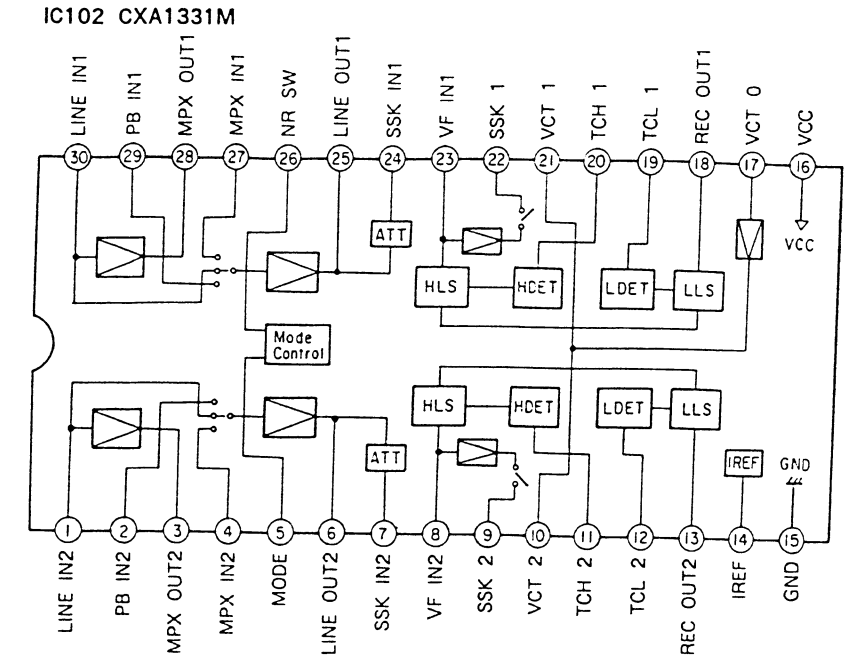 IC102 CXA1331M
LINE IN1
PB IN1
MPX OUT1
MPX IN1
NR SW
LINE OUT1
SSK IN1
VF IN1
SSK 1
VCT 1
TCH 1
TCL 1
REC OUT1
VCT 0
VCC
30 29 28 27 26 25 24 23 22 21 20 19 18 17 16
ATT
VCC
HLS HDET LDET LLS
Mode
Control
HLS HDET LDET LLS
ATT
IREF GND
1 2 3 4 5 6 7 8 9 10 11 12 13 14 15
LINE IN2
PB IN2
MPX OUT2
MPX IN2
MODE
LINE OUT2
SSK IN2
VF IN2
SSK 2
VCT 2
TCH 2
TCL 2
REC OUT2
IREF
GND